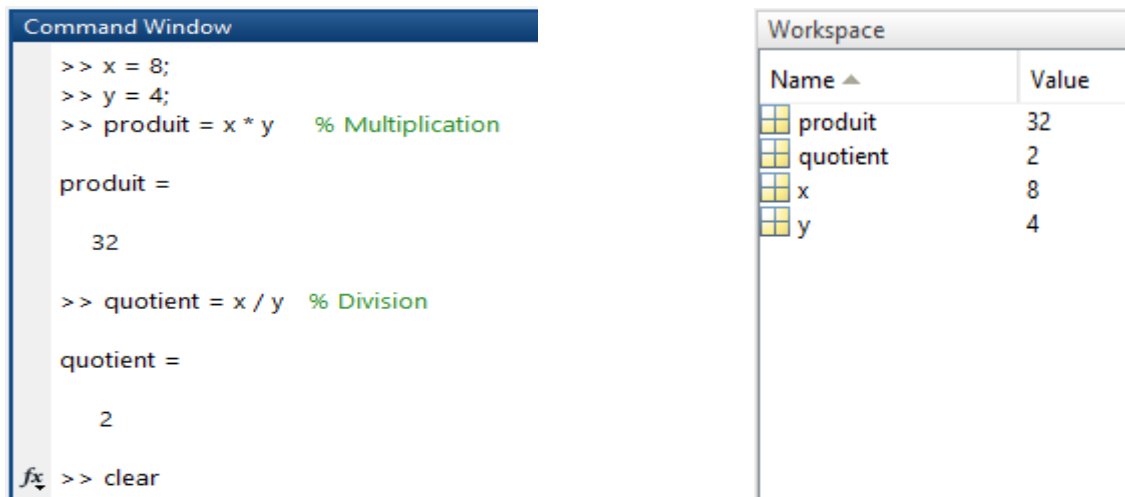 Command Window
>> x = 8;
>> y = 4;
>> produit = x * y % Multiplication
produit =
32
>> quotient = x / y % Division
quotient =
2
fx >> clear
Workspace
Name Value
produit 32
quotient 2
x 8
y 4